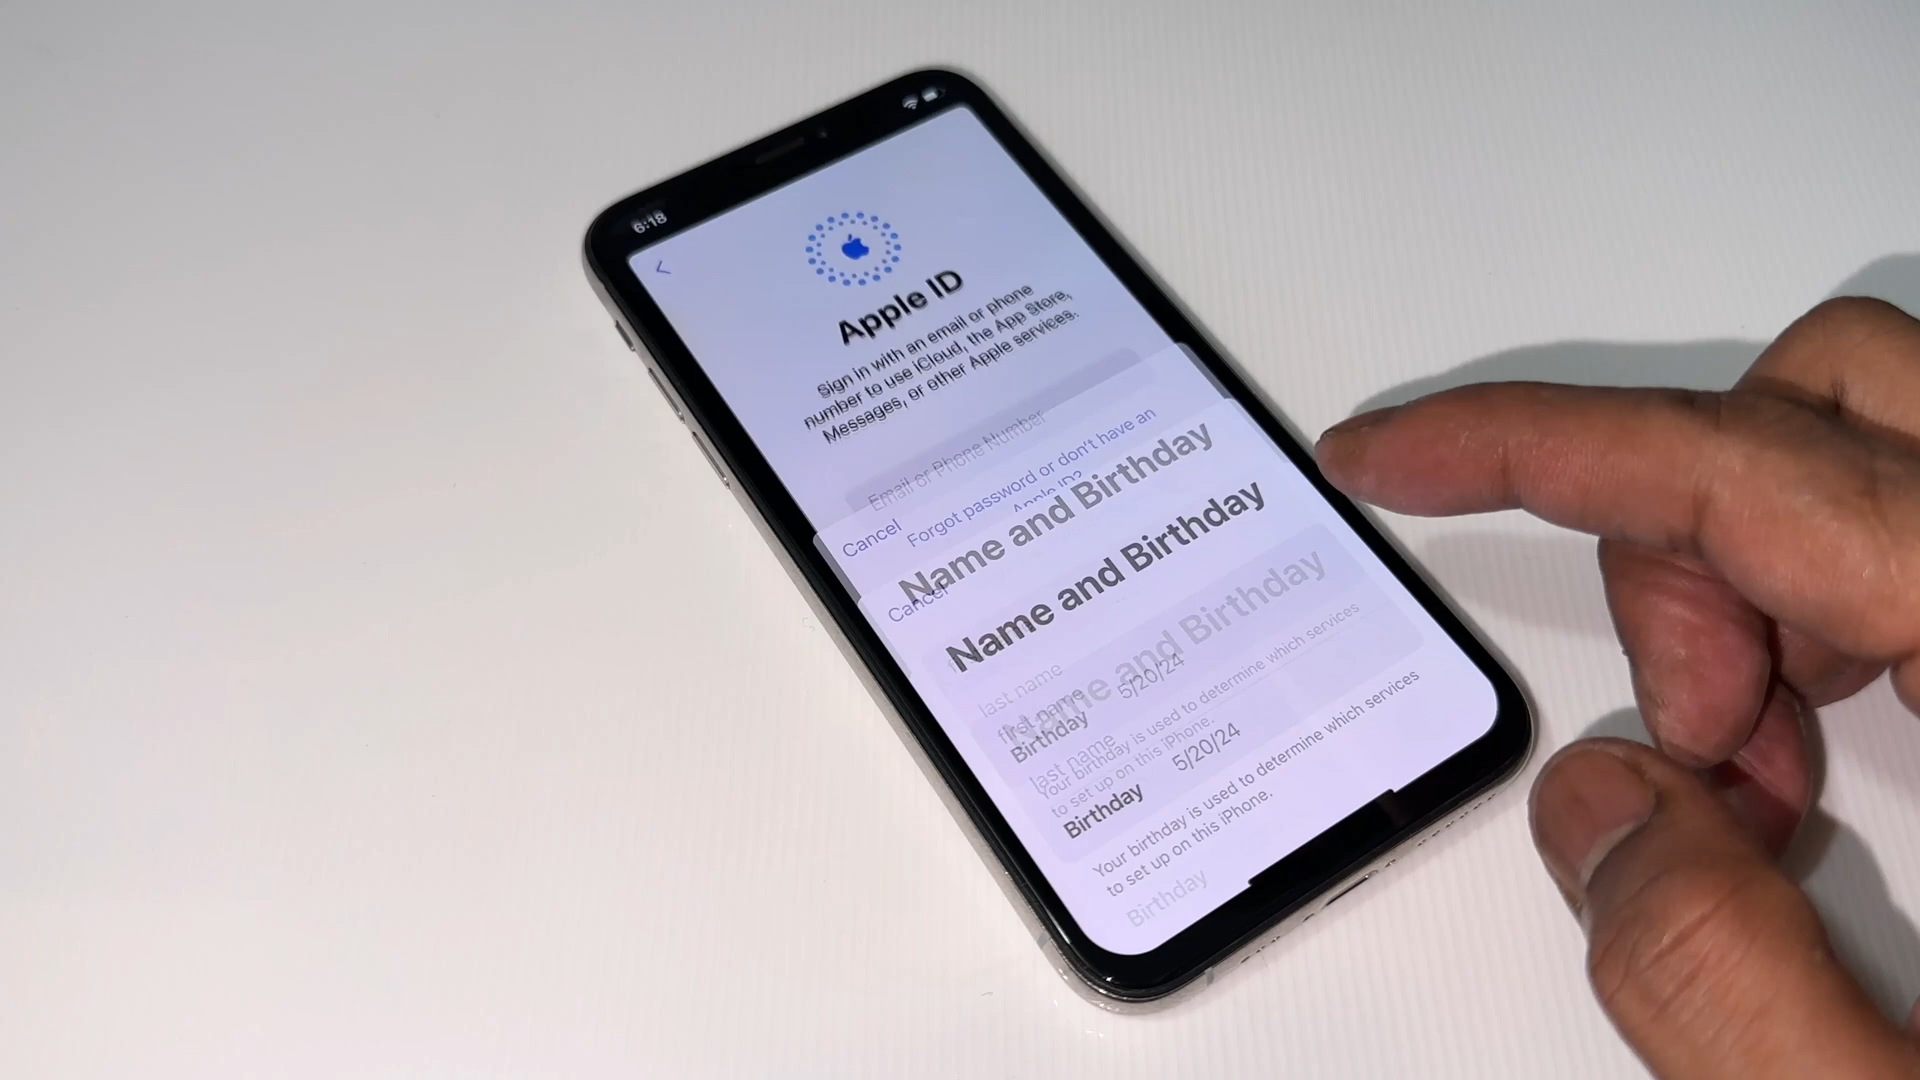 6:18
Apple ID
Sign in with an email or phone
number to use iCloud, the App Store,
Messages, or other Apple services.
Email or Phone Number
Forgot password or don't have an
Apple ID?
Cancel
Name and Birthday
Cancel
Name and Birthday
Name and Birthday
last name
first name
Birthday 5/20/24
last name
Your birthday is used to determine which services
to set up on this iPhone.
Birthday 5/20/24
Your birthday is used to determine which services
to set up on this iPhone.
Birthday